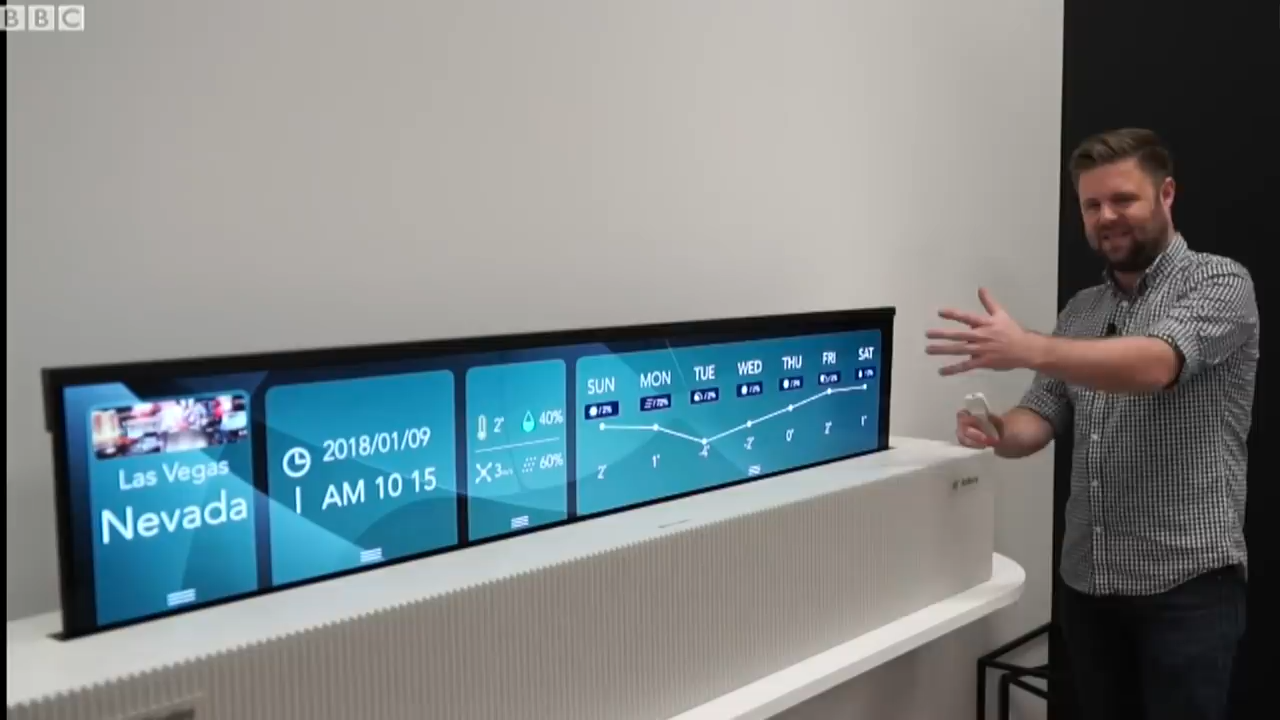 BBC
Las Vegas
Nevada
2018/01/09
AM 10 15
2°
40%
3m/s
60%
SUN
MON
TUE
WED
THU
FRI
SAT
2°
1°
-4°
-2°
0°
2°
1°